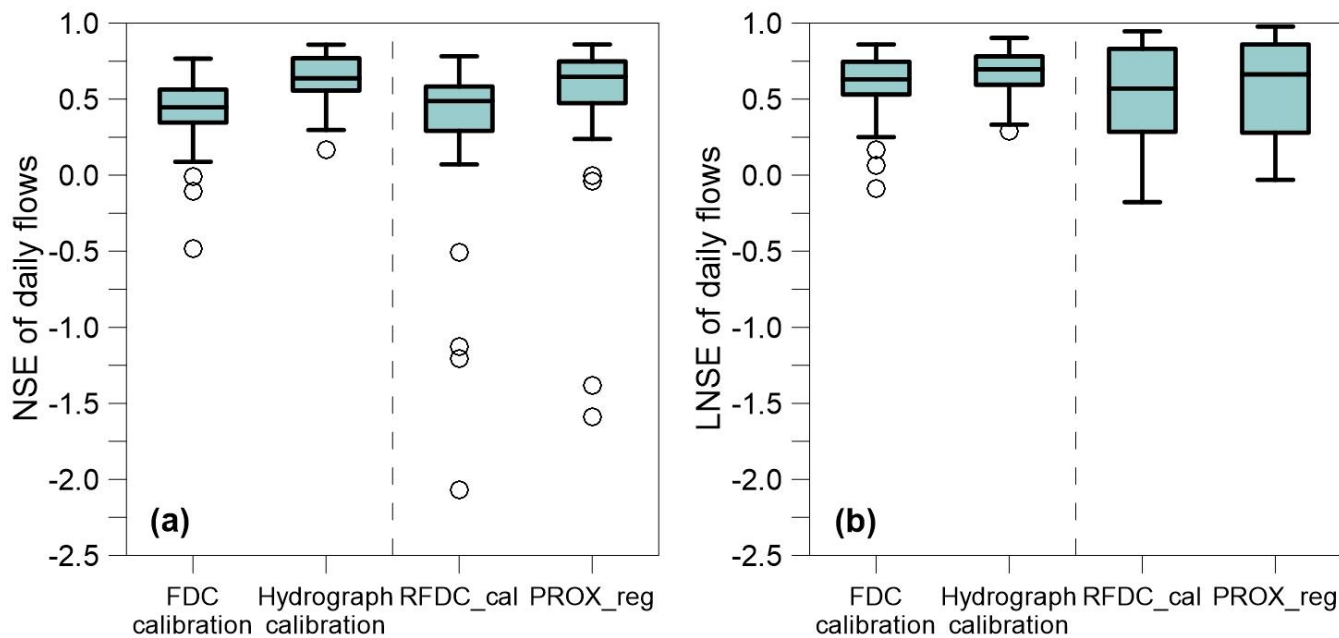 NSE of daily flows
1.0
0.5
0.0
-0.5
-1.0
-1.5
-2.0
-2.5
(a)
FDC
calibration
Hydrograph
calibration
RFDC_cal
PROX_reg
LNSE of daily flows
1.0
0.5
0.0
-0.5
-1.0
-1.5
-2.0
-2.5
(b)
FDC
calibration
Hydrograph
calibration
RFDC_cal
PROX_reg